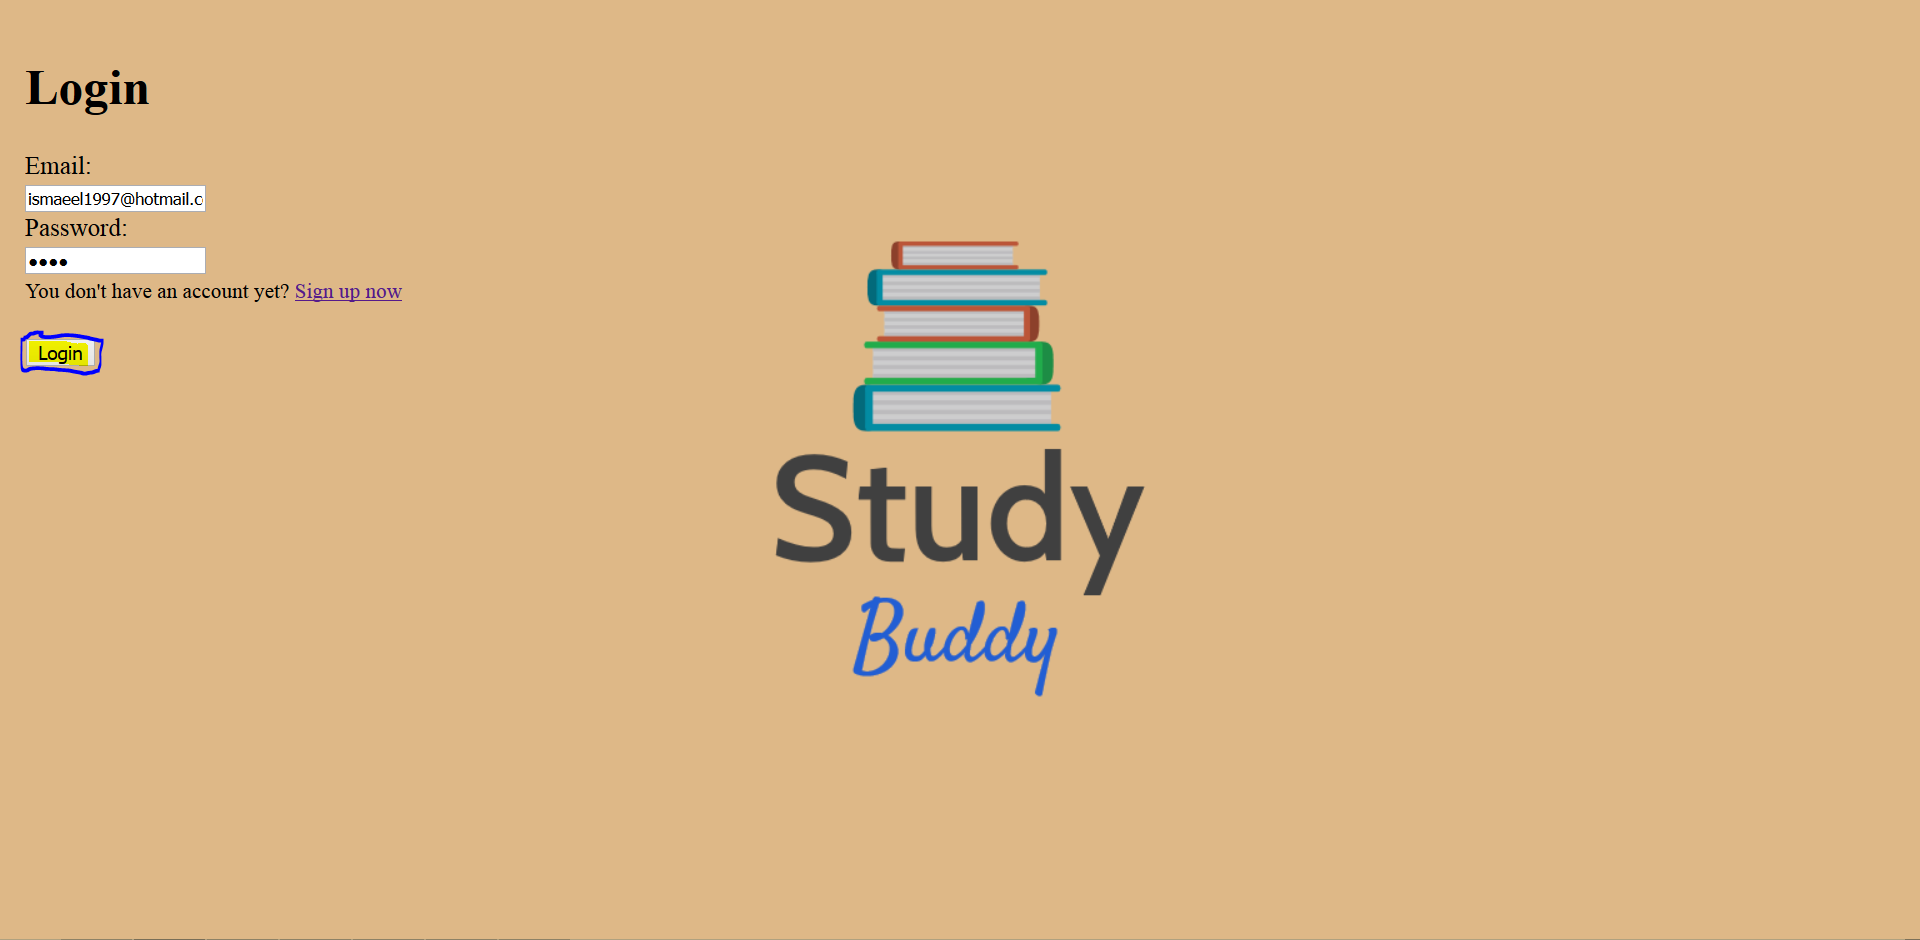 Login
Email:
ismaeel1997@hotmail.c
Password:
••••
You don't have an account yet? Sign up now
Login
Study
Buddy